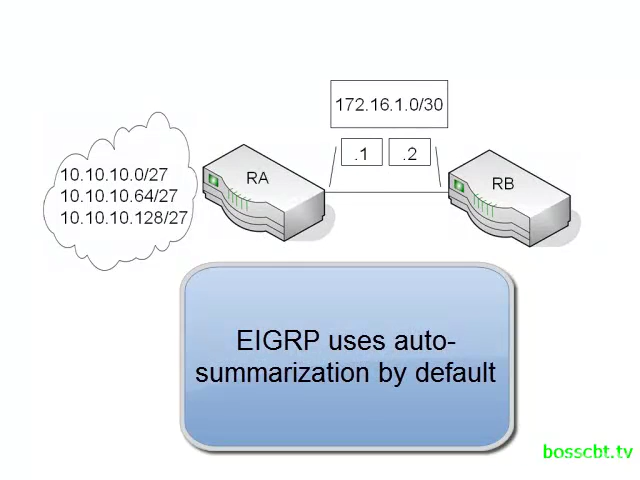 172.16.1.0/30
.1 .2
RA
RB
10.10.10.0/27
10.10.10.64/27
10.10.10.128/27
EIGRP uses auto-
summarization by default
bosscbt.tv